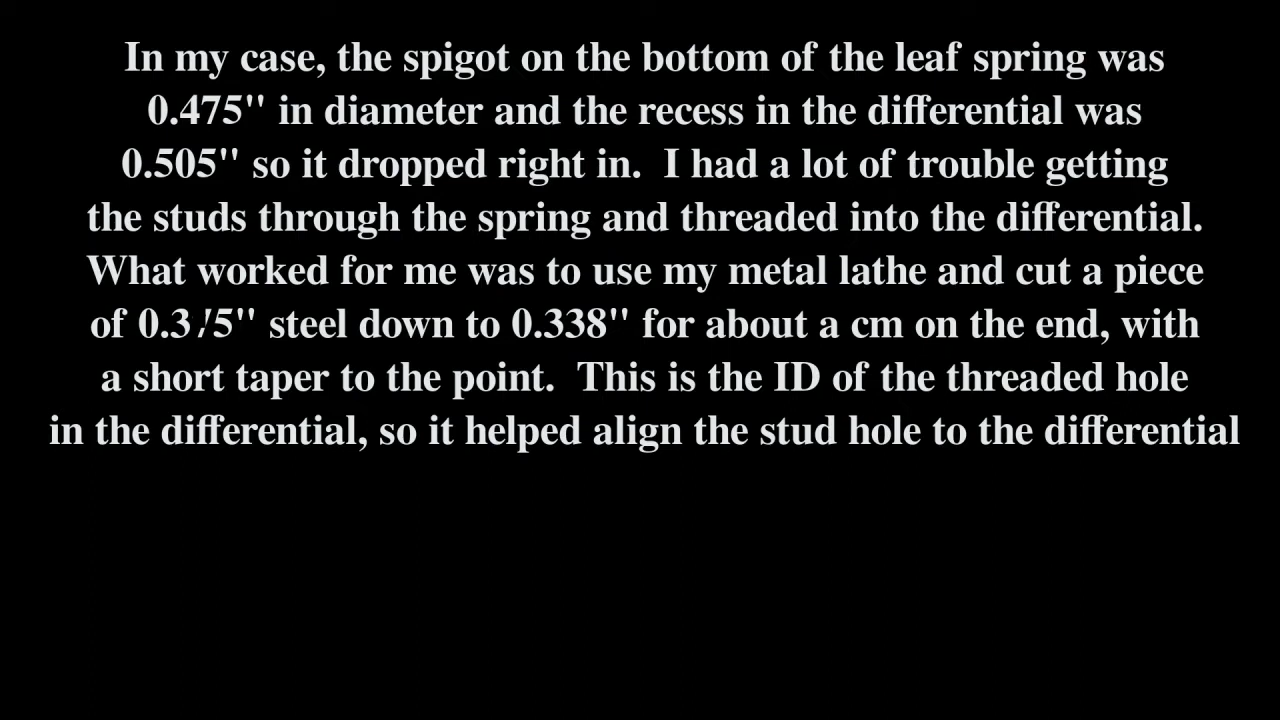 In my case, the spigot on the bottom of the leaf spring was
0.475" in diameter and the recess in the differential was
0.505" so it dropped right in.  I had a lot of trouble getting
the studs through the spring and threaded into the differential.
What worked for me was to use my metal lathe and cut a piece
of steel down to 0.338" for about a cm on the end, with
a short taper to the point.  This is the ID of the threaded hole
in the differential, so it helped align the stud hole to the differential